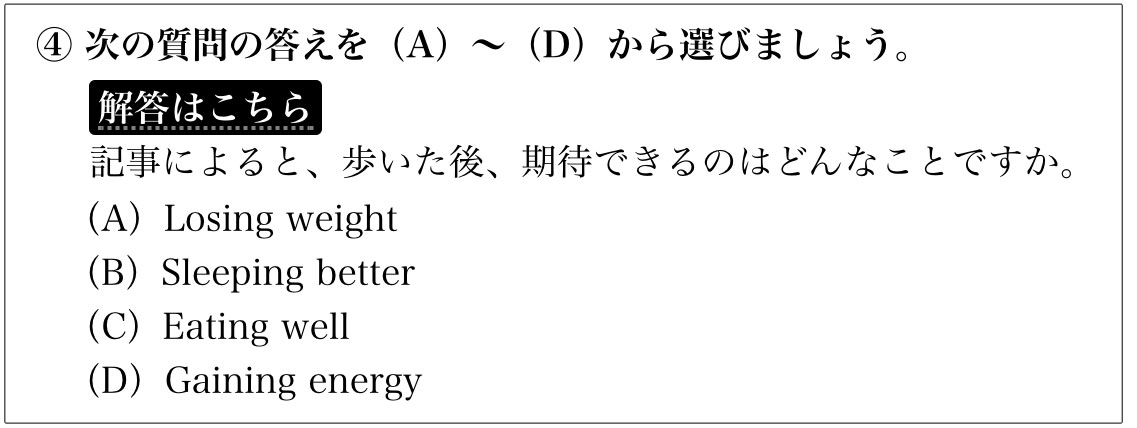 ④ 次の質問の答えを（A）～（D）から選びましょう。
解答はこちら
記事によると、歩いた後、期待できるのはどんなことですか。
（A）Losing weight
（B）Sleeping better
（C）Eating well
（D）Gaining energy